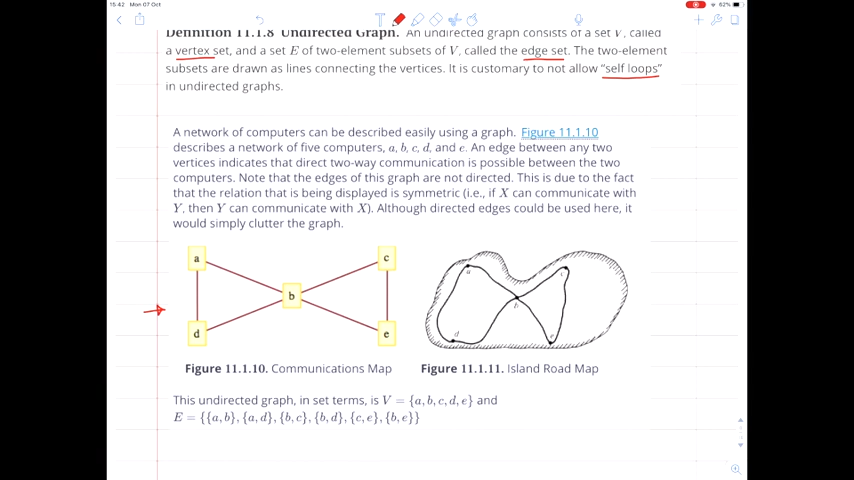 15.42 Mon 07 Oct
62%
Definition 11.1.8 Undirected Graph. An undirected graph consists of a set V, called
a vertex set, and a set E of two-element subsets of V, called the edge set. The two-element
subsets are drawn as lines connecting the vertices. It is customary to not allow “self loops”
in undirected graphs.
A network of computers can be described easily using a graph. Figure 11.1.10
describes a network of five computers, a, b, c, d, and e. An edge between any two
vertices indicates that direct two-way communication is possible between the two
computers. Note that the edges of this graph are not directed. This is due to the fact
that the relation that is being displayed is symmetric (i.e., if X can communicate with
Y, then Y can communicate with X). Although directed edges could be used here, it
would simply clutter the graph.
a
c
b
d
e
a
c
b
d
e
Figure 11.1.10. Communications Map
Figure 11.1.11. Island Road Map
This undirected graph, in set terms, is V = {a, b, c, d, e} and
E = {{a, b}, {a, d}, {b, c}, {b, d}, {c, e}, {b, e}}